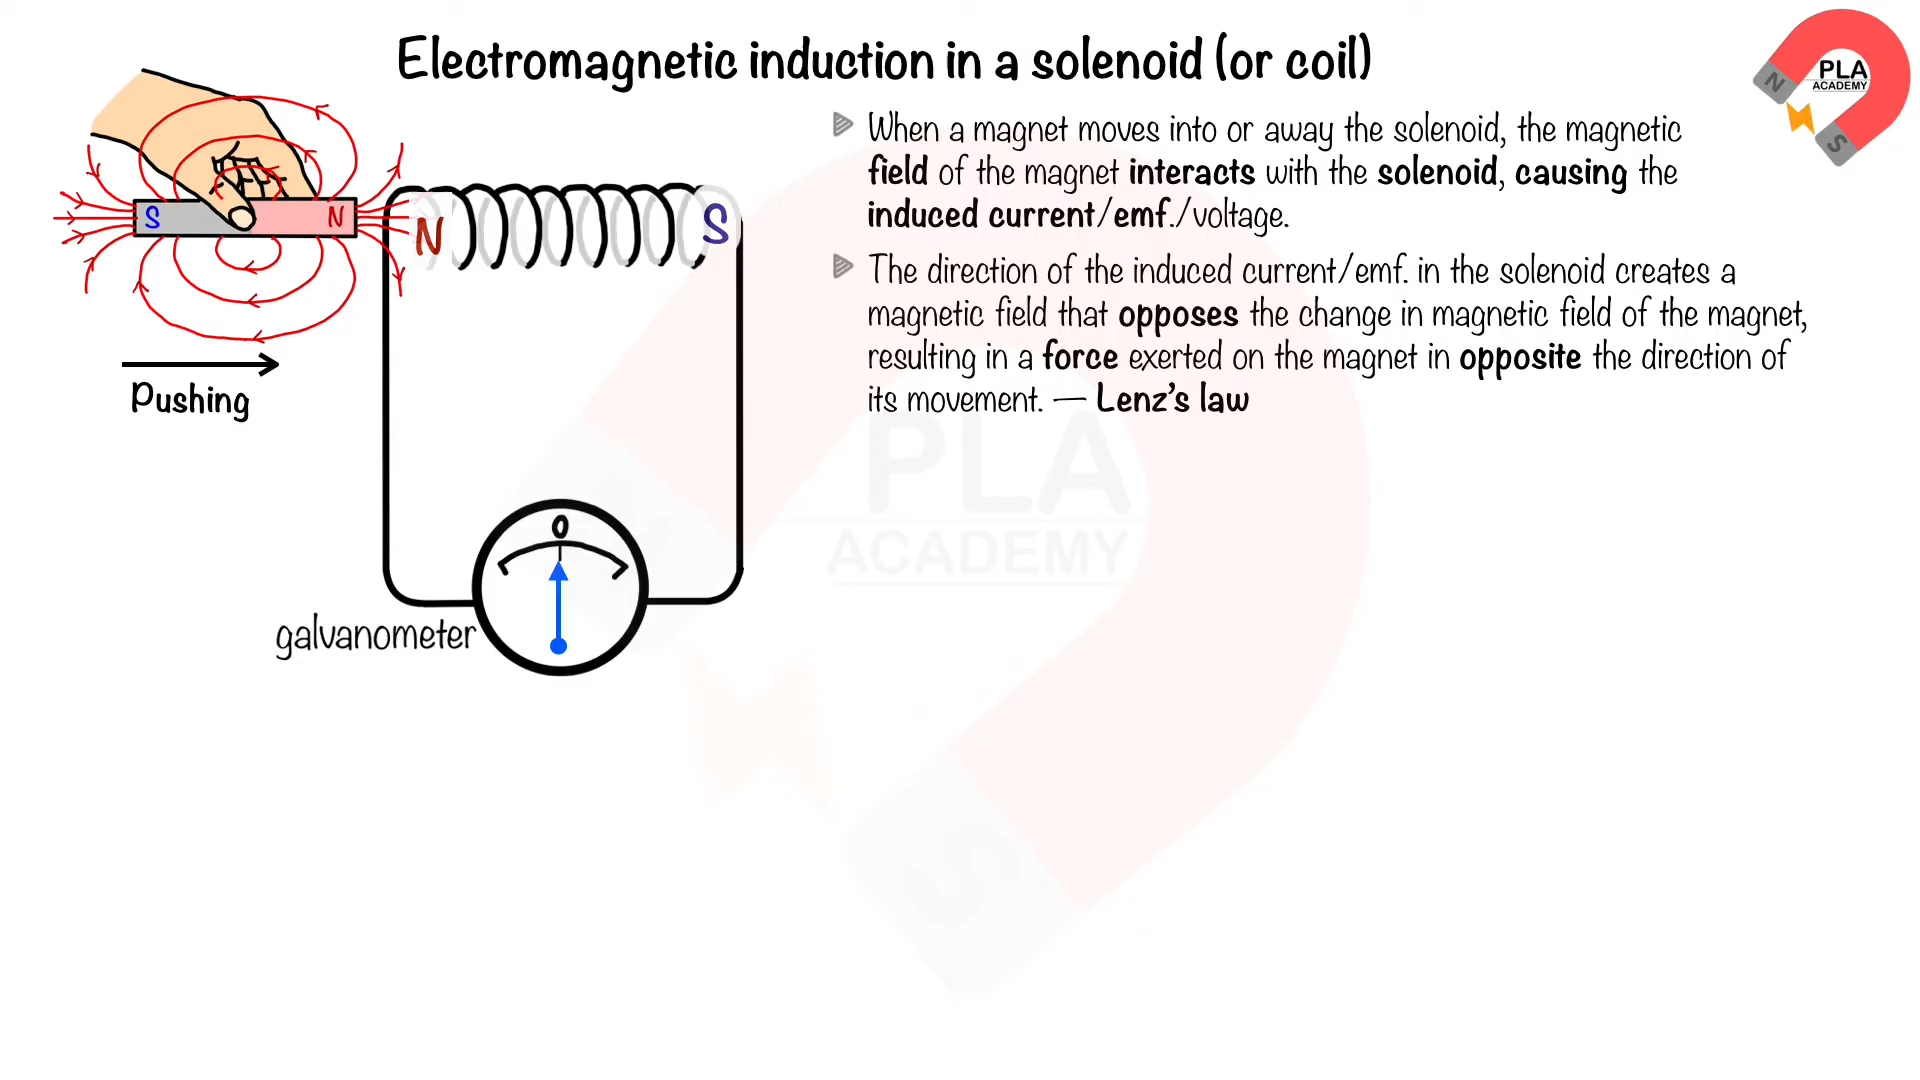 Electromagnetic induction in a solenoid (or coil)
PLA
ACADEMY
N
S
When a magnet moves into or away the solenoid, the magnetic
field of the magnet interacts with the solenoid, causing the
induced current/emf./voltage.
The direction of the induced current/emf. in the solenoid creates a
magnetic field that opposes the change in magnetic field of the magnet,
resulting in a force exerted on the magnet in opposite the direction of
its movement. — Lenz's law
S
N
N
S
Pushing
0
galvanometer
PLA
ACADEMY
N
S